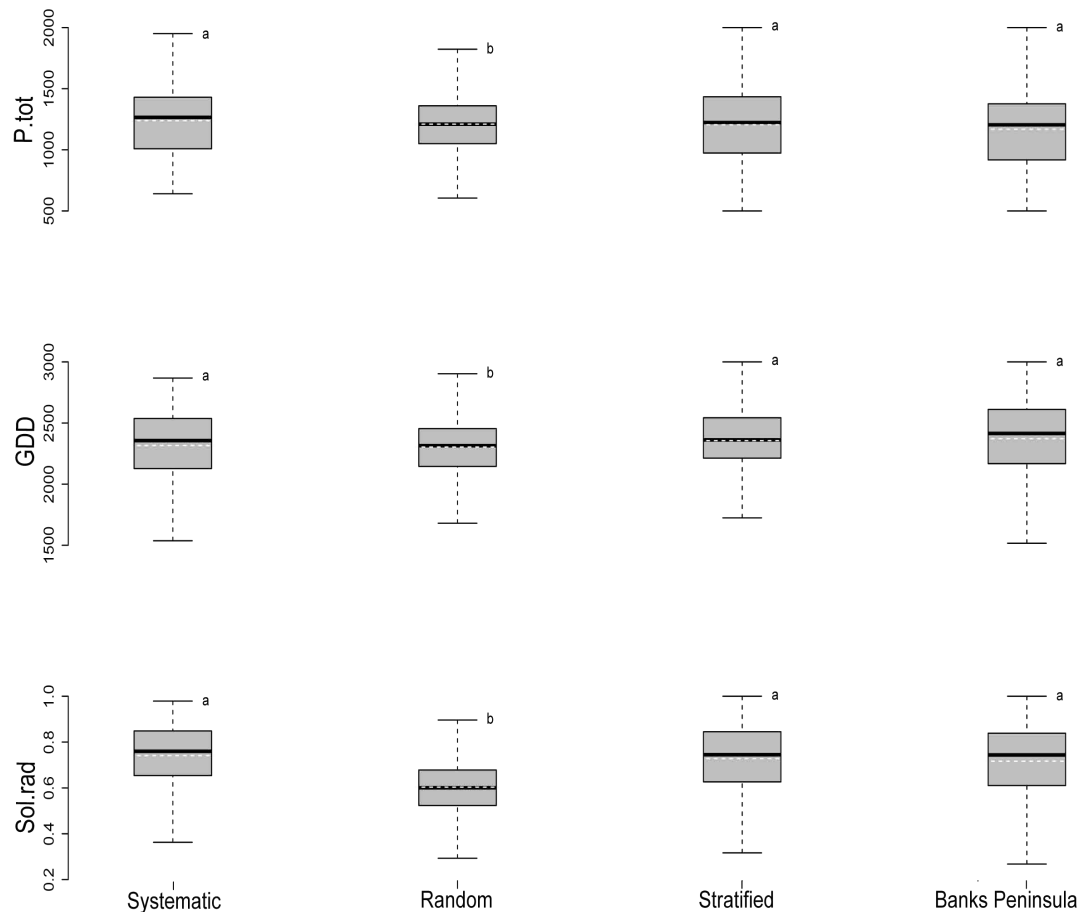 P.tot
2000
1500
1000
500
a
b
a
a
GDD
3000
2500
2000
1500
a
b
a
a
Sol.rad
1.0
0.8
0.6
0.4
0.2
a
b
a
a
Systematic
Random
Stratified
Banks Peninsula